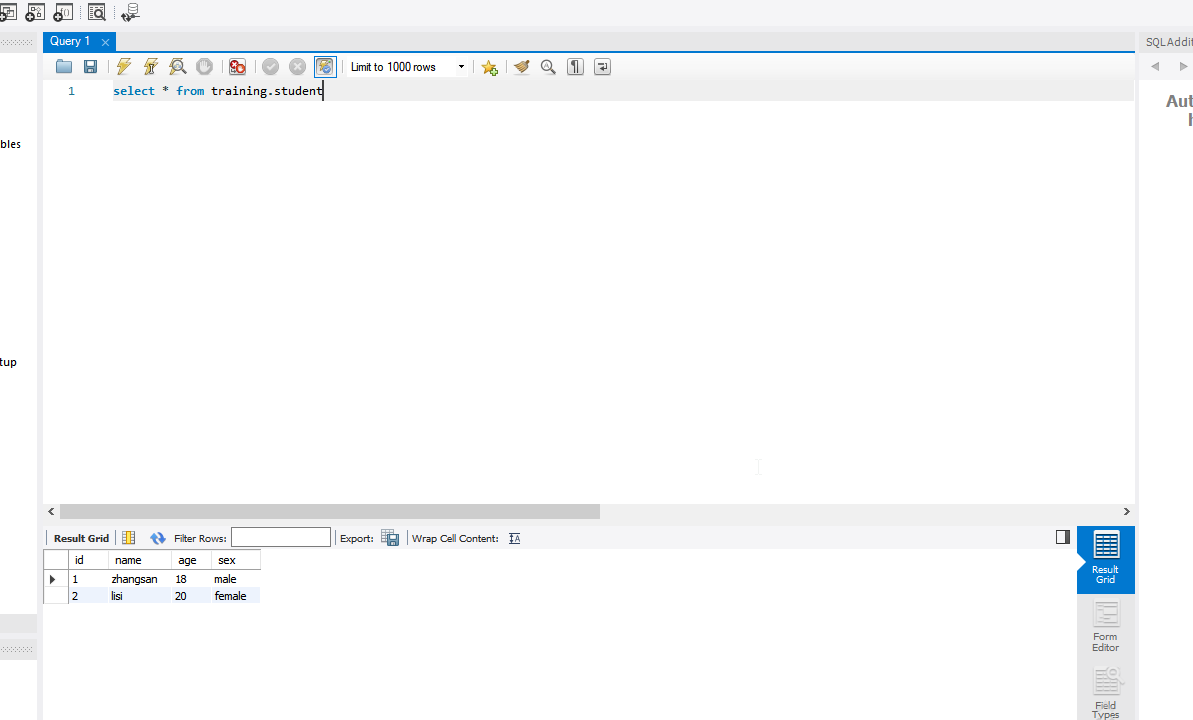 Query 1
SQLAddit
Limit to 1000 rows
1 select * from training.student
Aut
h
bles
tup
Result Grid
Filter Rows:
Export:
Wrap Cell Content:
id name age sex
1 zhangsan 18 male
2 lisi 20 female
Result
Grid
Form
Editor
Field
Types